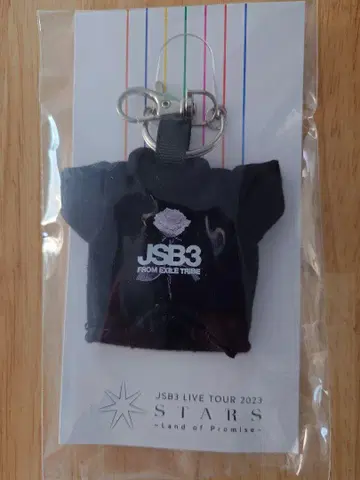 JSB3
FROM EXILE TRIBE
JSB3 LIVE TOUR 2023
STARS
~Land of Promise~